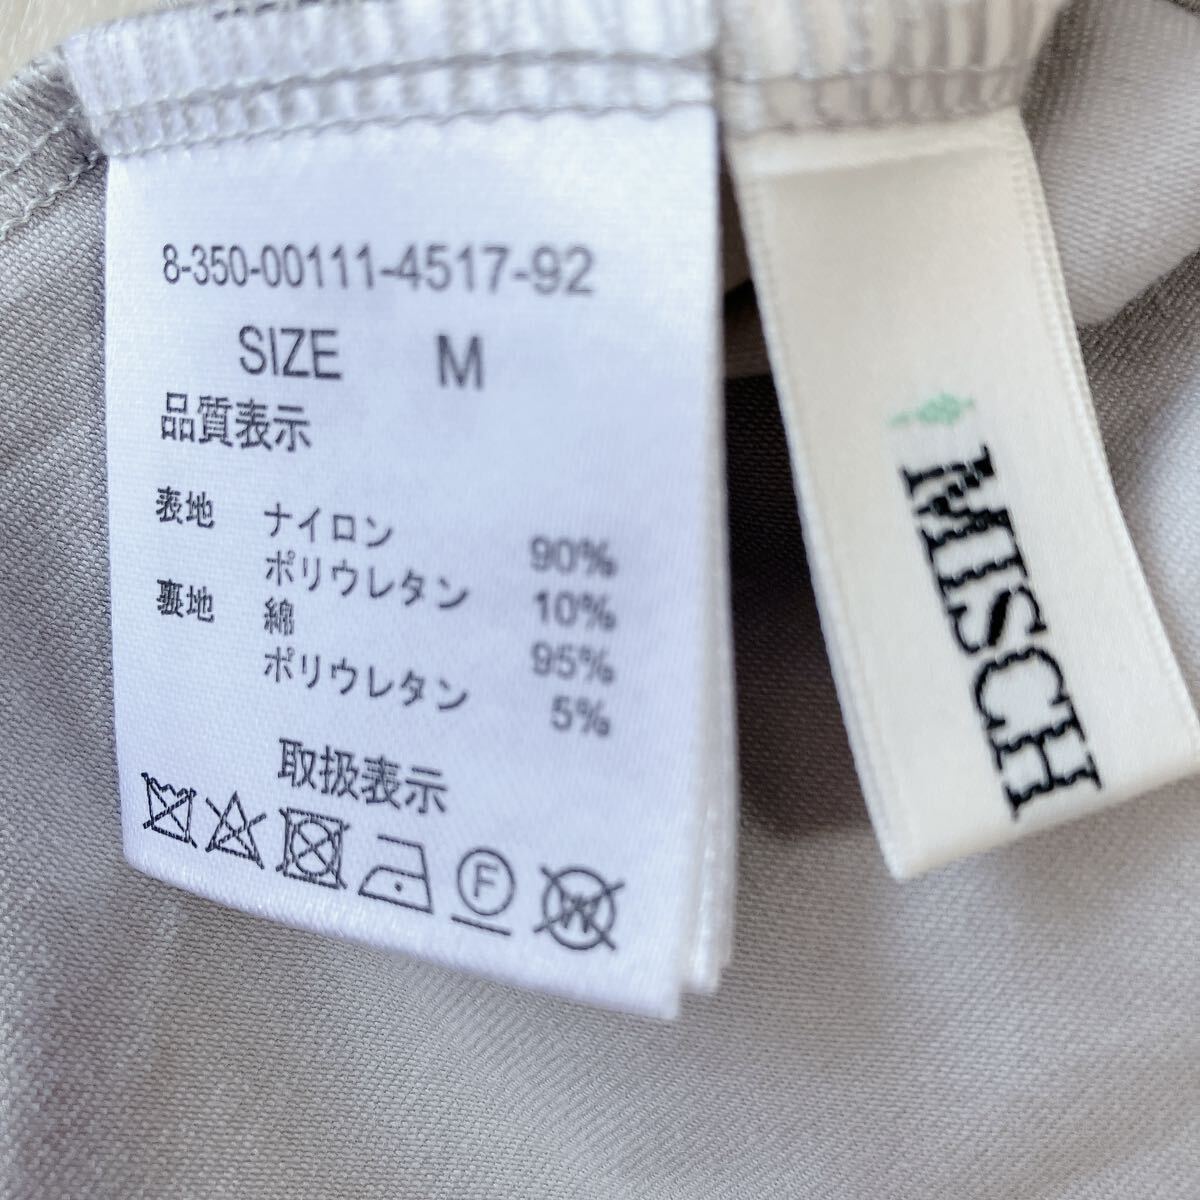 8-350-00111-4517-92
SIZE M
品質表示
表地 ナイロン 90%
ポリウレタン 10%
裏地 綿 95%
ポリウレタン 5%
取扱表示
F
W
MISCH